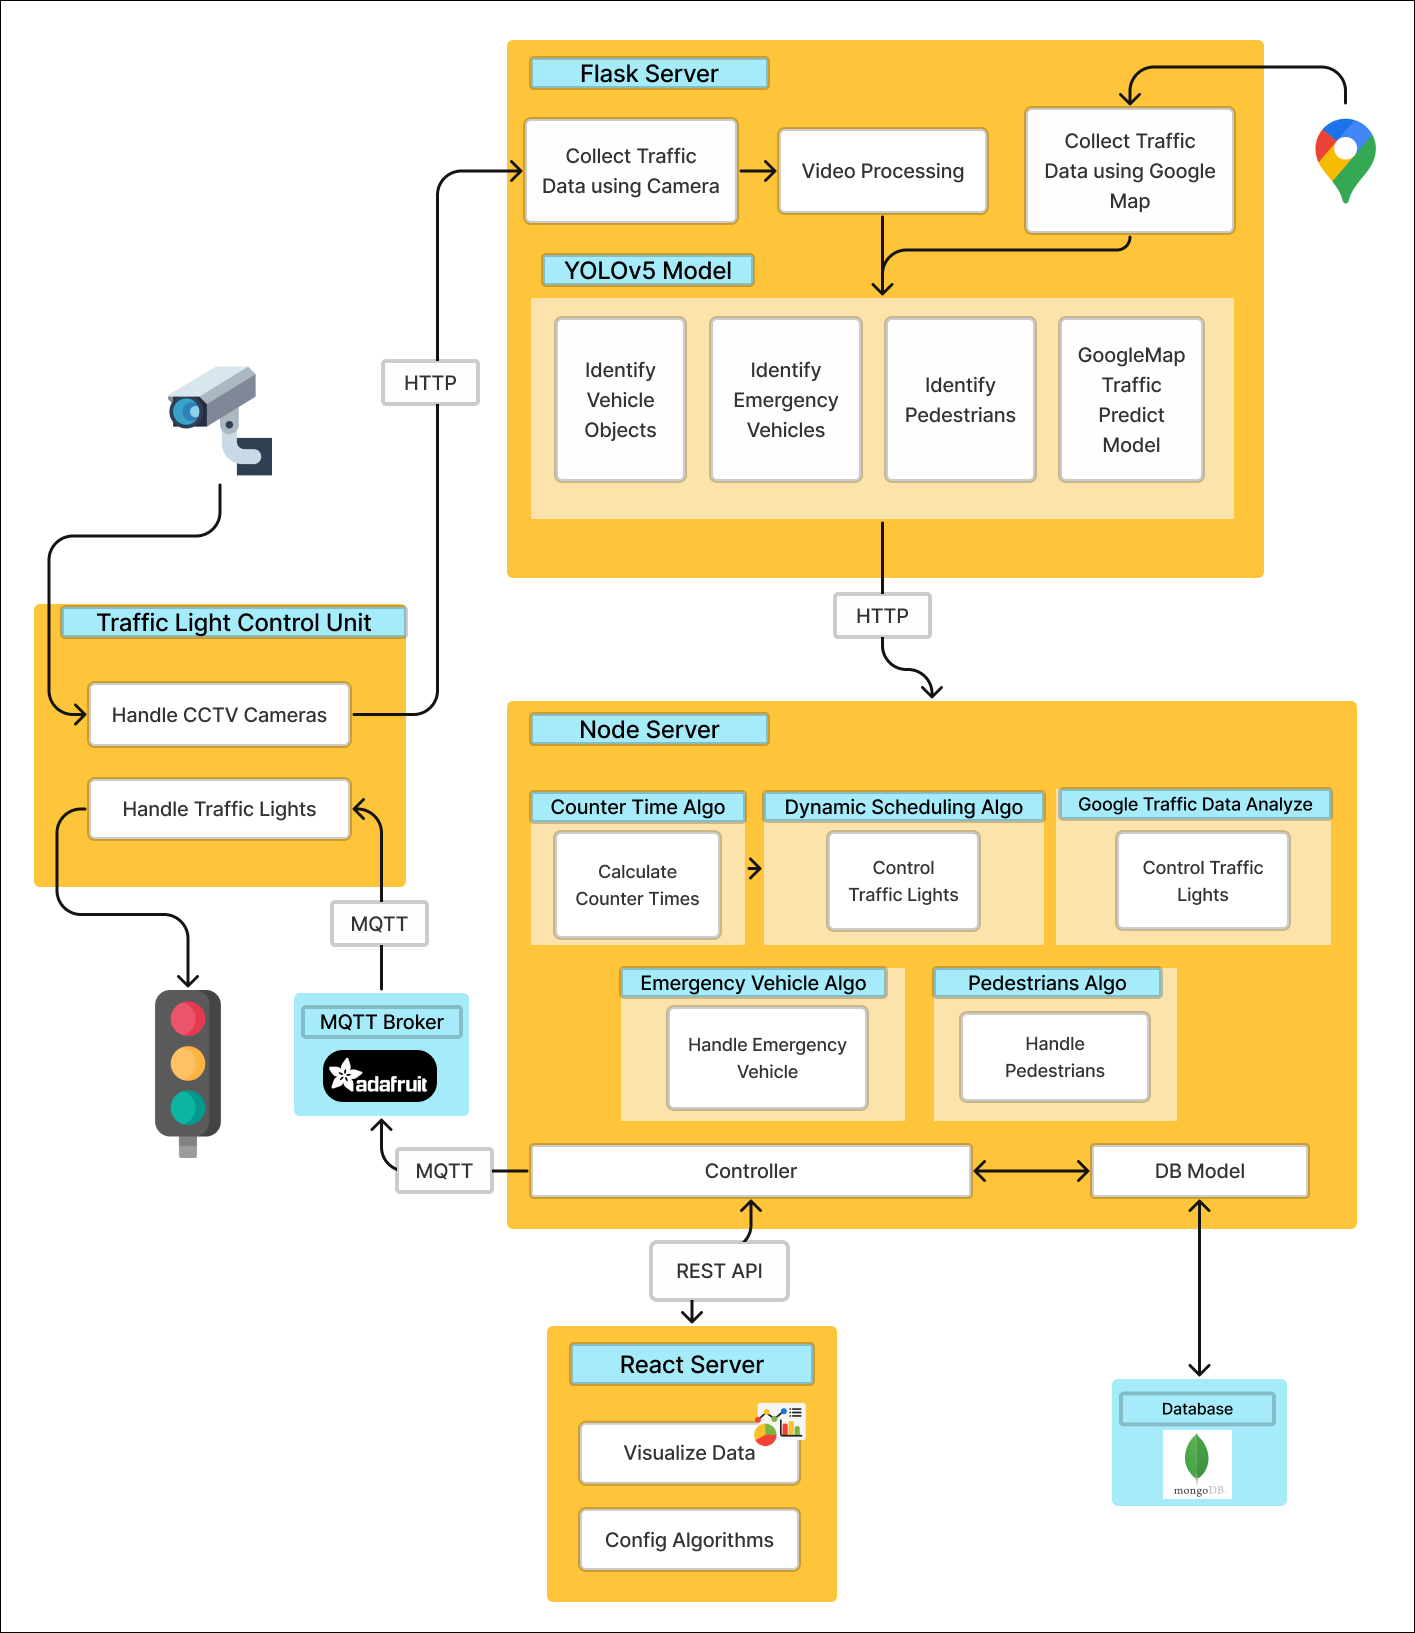 Flask Server
Collect Traffic
Data using Camera
Video Processing
Collect Traffic
Data using Google
Map
YOLOv5 Model
Identify
Vehicle
Objects
Identify
Emergency
Vehicles
Identify
Pedestrians
GoogleMap
Traffic
Predict
Model
HTTP
HTTP
Traffic Light Control Unit
Handle CCTV Cameras
Handle Traffic Lights
MQTT
MQTT Broker
adafruit
MQTT
Node Server
Counter Time Algo
Calculate
Counter Times
Dynamic Scheduling Algo
Control
Traffic Lights
Google Traffic Data Analyze
Control Traffic
Lights
Emergency Vehicle Algo
Handle Emergency
Vehicle
Pedestrians Algo
Handle
Pedestrians
Controller
DB Model
REST API
React Server
Visualize Data
Config Algorithms
Database
mongoDB